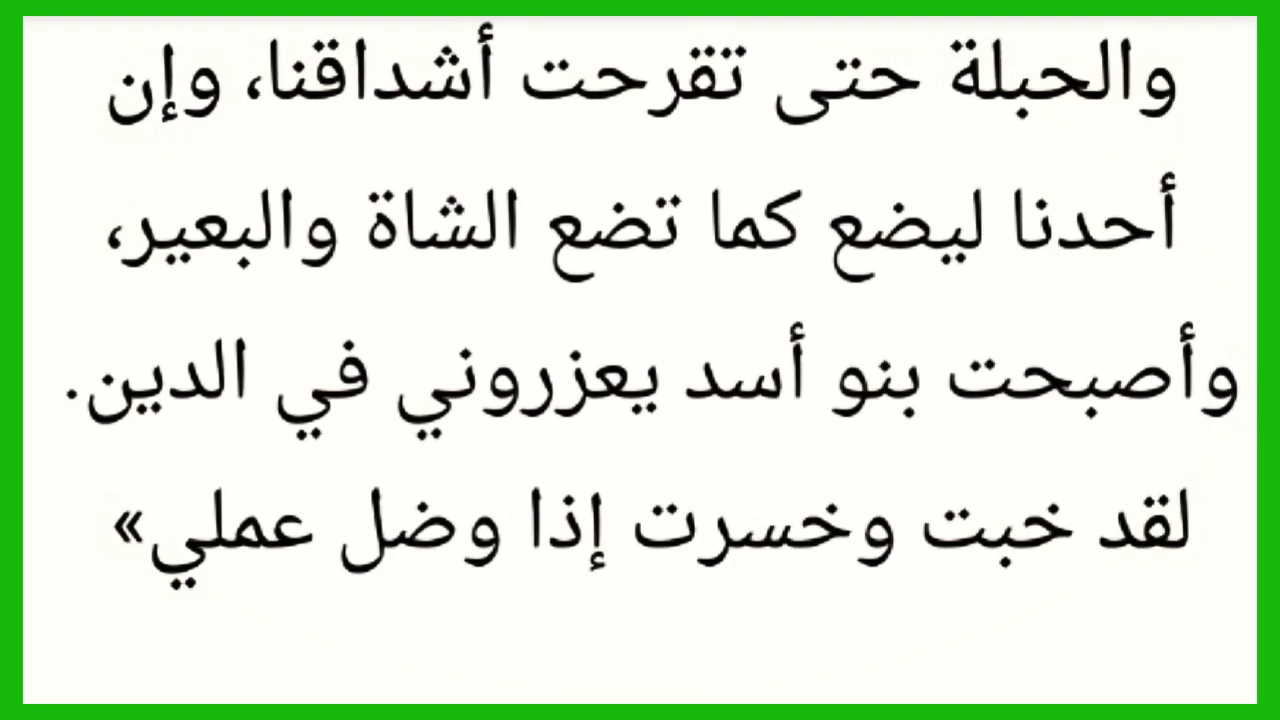 والحبلة حتى تقرحت أشداقنا، وإن
أحدنا ليضع كما تضع الشاة والبعير،
وأصبحت بنو أسد يعزروني في الدين.
لقد خبت وخسرت إذا وضل عملي»